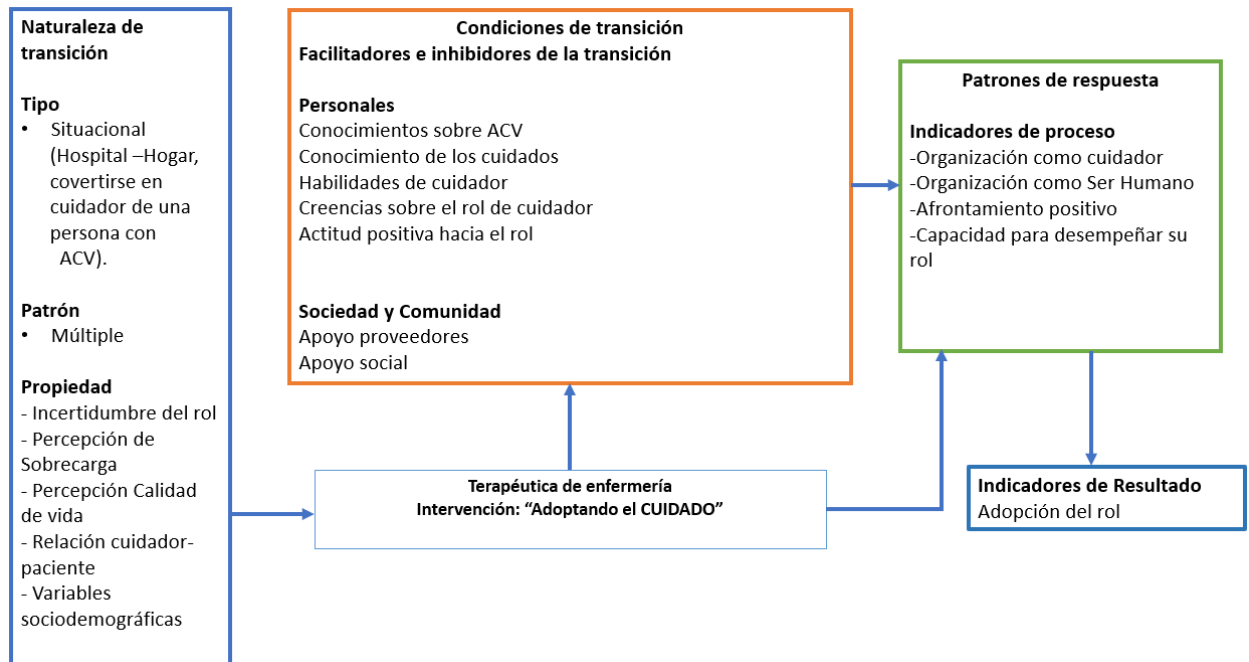 Naturaleza de
transición
Tipo
• Situacional
(Hospital –Hogar,
covertirse en
cuidador de una
persona con
ACV).
Patrón
• Múltiple
Propiedad
- Incertidumbre del rol
- Percepción de
Sobrecarga
- Percepción Calidad
de vida
- Relación cuidador-
paciente
- Variables
sociodemográficas
Condiciones de transición
Facilitadores e inhibidores de la transición
Personales
Conocimientos sobre ACV
Conocimiento de los cuidados
Habilidades de cuidador
Creencias sobre el rol de cuidador
Actitud positiva hacia el rol
Sociedad y Comunidad
Apoyo proveedores
Apoyo social
Terapéutica de enfermería
Intervención: “Adoptando el CUIDADO”
Patrones de respuesta
Indicadores de proceso
-Organización como cuidador
-Organización como Ser Humano
-Afrontamiento positivo
-Capacidad para desempeñar su
rol
Indicadores de Resultado
Adopción del rol